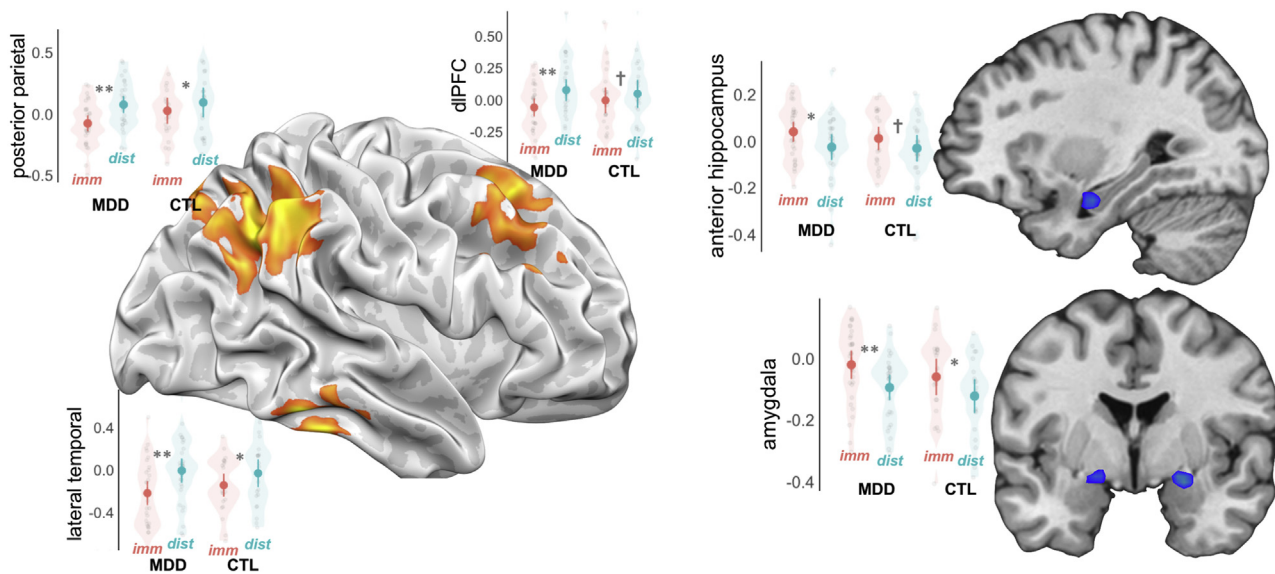 posterior parietal
0.5
0.0
-0.5
**
*
imm
dist
imm
dist
MDD
CTL
dlPFC
0.50
0.25
0.00
-0.25
**
†
imm
dist
imm
dist
MDD
CTL
lateral temporal
0.4
0.0
-0.4
**
*
imm
dist
imm
dist
MDD
CTL
anterior hippocampus
0.2
0.0
-0.2
-0.4
*
†
imm
dist
imm
dist
MDD
CTL
amygdala
0.0
-0.2
-0.4
**
*
imm
dist
imm
dist
MDD
CTL